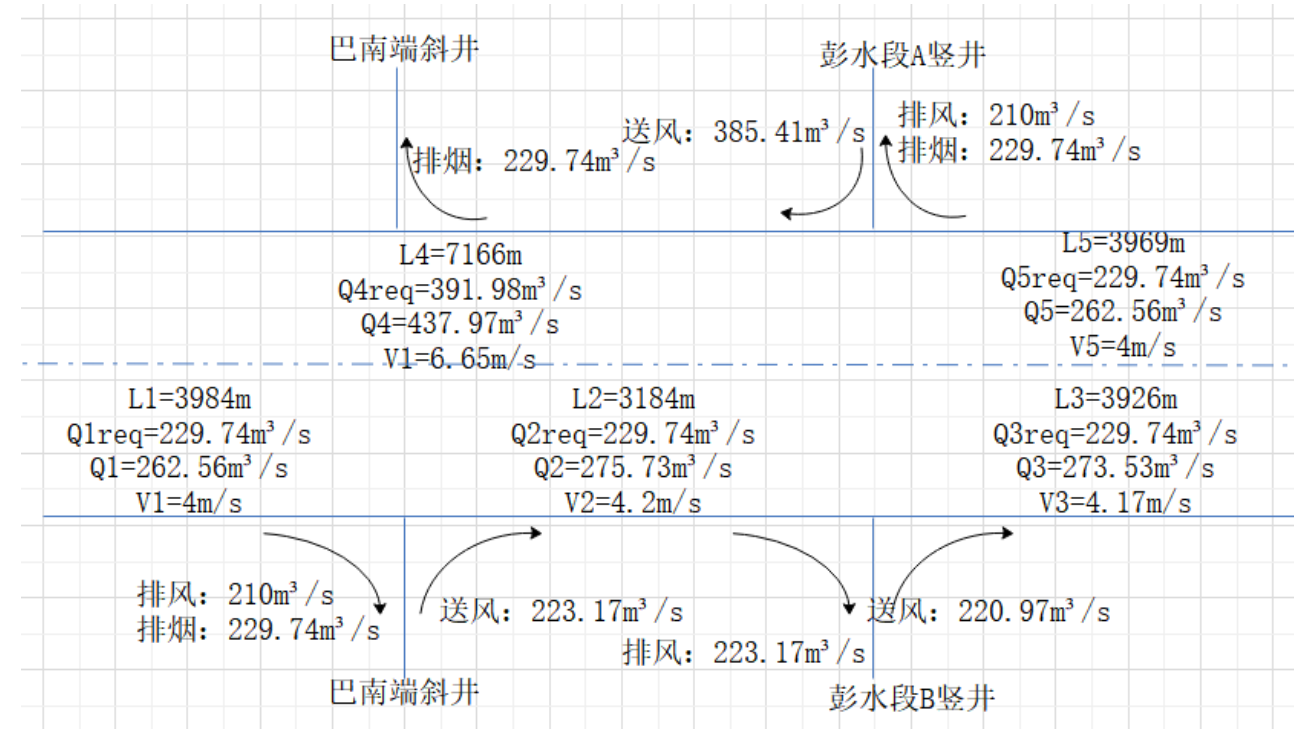 巴南端斜井
彭水段A竖井
送风：385.41m³/s
排风：210m³/s
排烟：229.74m³/s
排烟：229.74m³/s
L4=7166m
Q4req=391.98m³/s
Q4=437.97m³/s
V1=6.65m/s
L5=3969m
Q5req=229.74m³/s
Q5=262.56m³/s
V5=4m/s
L1=3984m
Q1req=229.74m³/s
Q1=262.56m³/s
V1=4m/s
L2=3184m
Q2req=229.74m³/s
Q2=275.73m³/s
V2=4.2m/s
L3=3926m
Q3req=229.74m³/s
Q3=273.53m³/s
V3=4.17m/s
排风：210m³/s
排烟：229.74m³/s
送风：223.17m³/s
排风：223.17m³/s
送风：220.97m³/s
巴南端斜井
彭水段B竖井